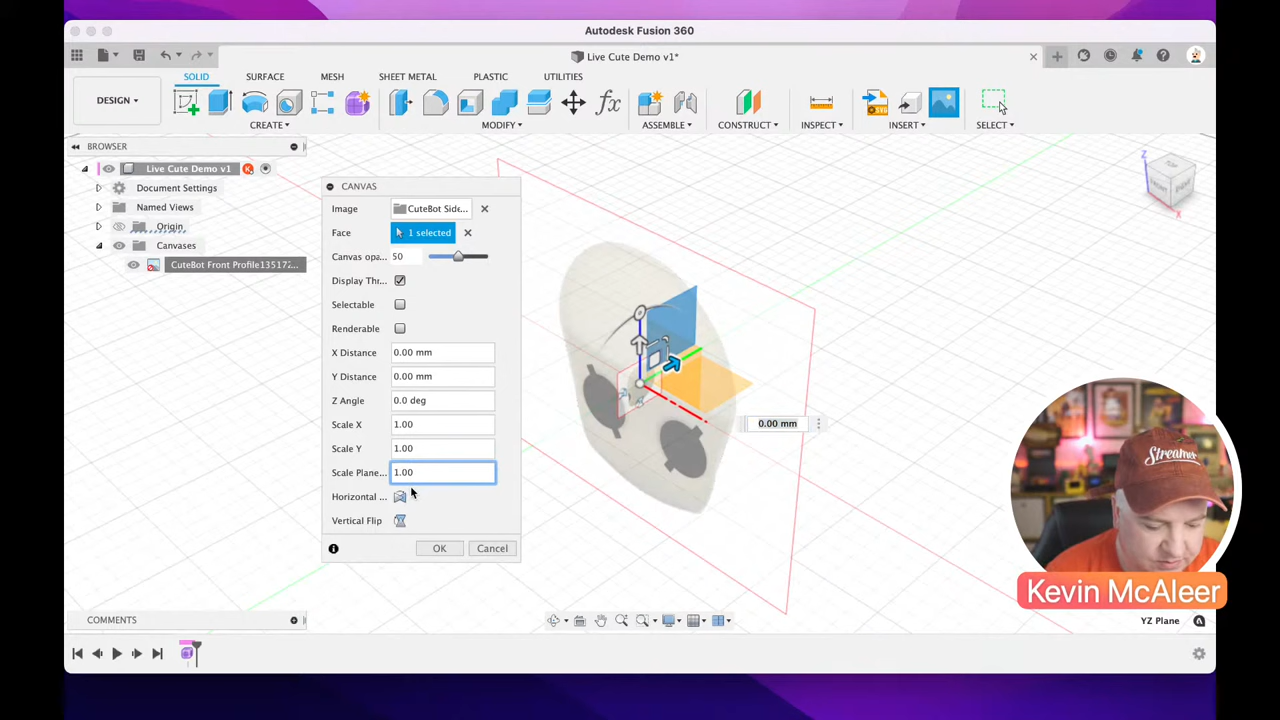 Autodesk Fusion 360
Live Cute Demo v1*
SOLID SURFACE MESH SHEET METAL PLASTIC UTILITIES
DESIGN
CREATE MODIFY ASSEMBLE CONSTRUCT INSPECT INSERT SELECT
BROWSER
Live Cute Demo v1
Document Settings
Named Views
Origin
Canvases
CuteBot Front Profile135172...
CANVAS
Image CuteBot Side...
Face 1 selected
Canvas opa... 50
Display Thr...
Selectable
Renderable
X Distance 0.00 mm
Y Distance 0.00 mm
Z Angle 0.0 deg
Scale X 1.00
Scale Y 1.00
Scale Plane... 1.00
Horizontal ...
Vertical Flip
OK Cancel
0.00 mm
Z
TOP
FRONT
RIGHT
X
Streamer
Kevin McAleer
COMMENTS
YZ Plane